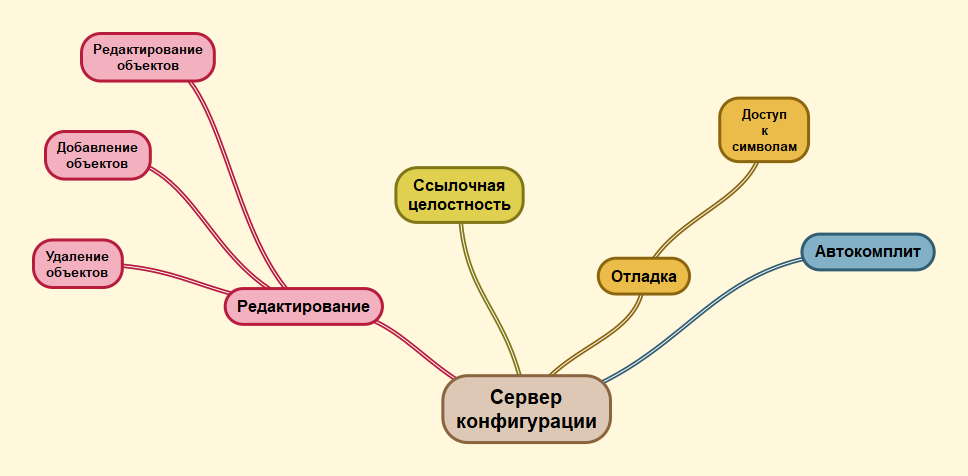 Редактирование
объектов
Добавление
объектов
Удаление
объектов
Редактирование
Ссылочная
целостность
Доступ
к
символам
Отладка
Автокомплит
Сервер
конфигурации